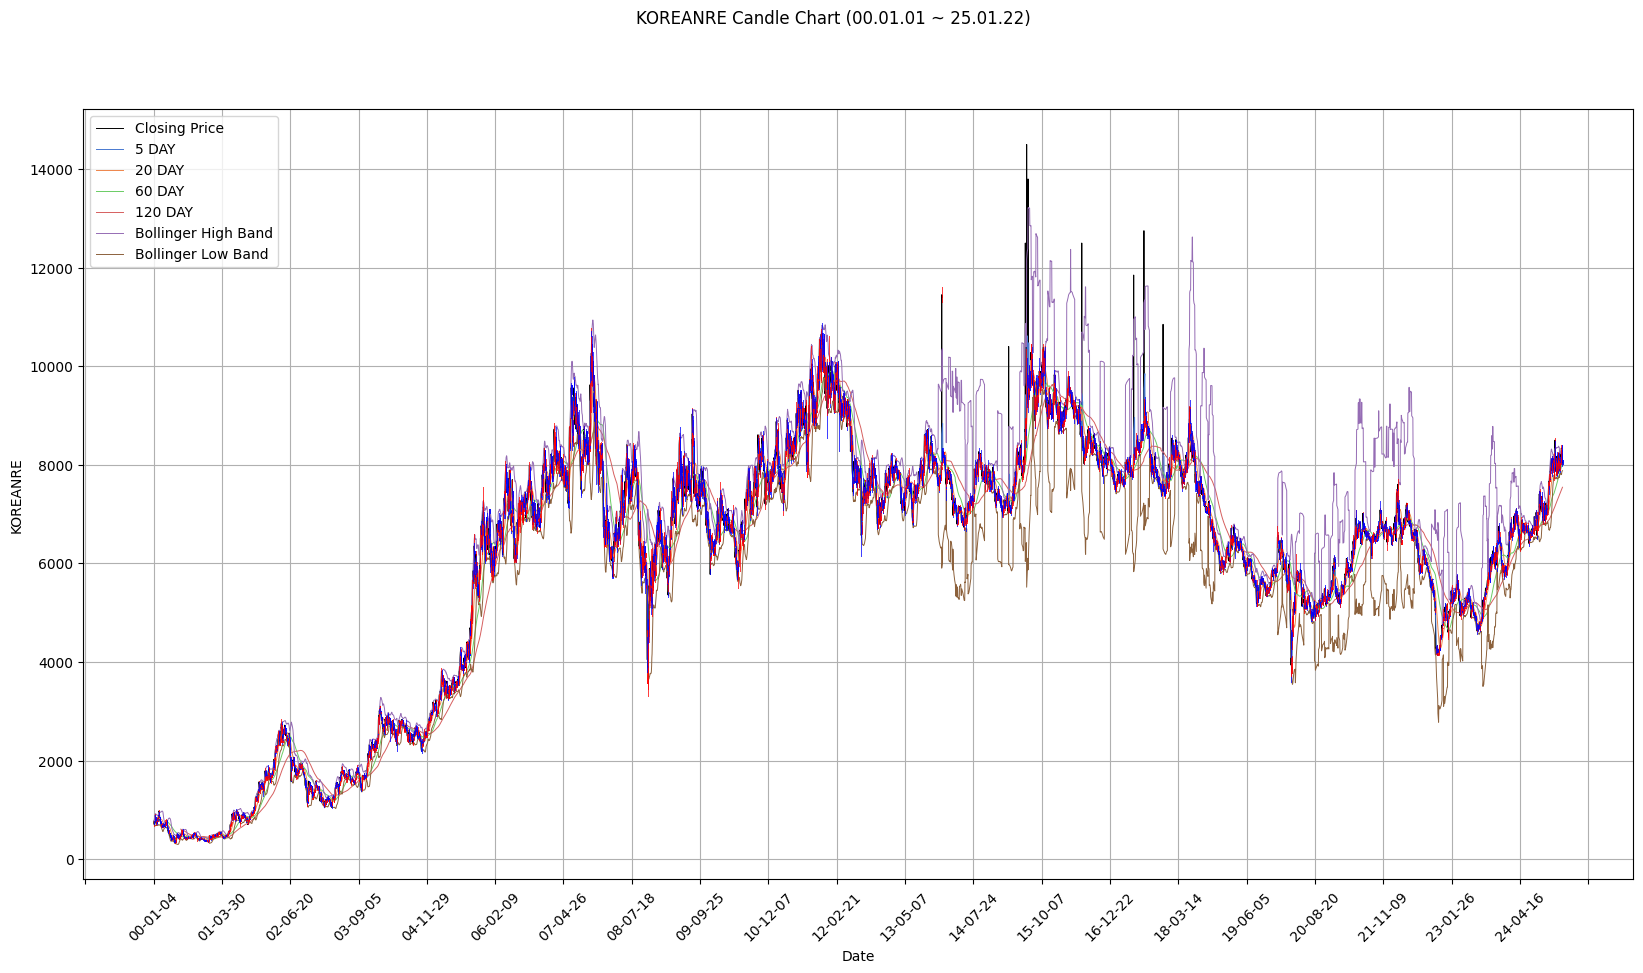 KOREANRE Candle Chart (00.01.01 ~ 25.01.22)
Closing Price
5 DAY
20 DAY
60 DAY
120 DAY
Bollinger High Band
Bollinger Low Band
14000
12000
10000
8000
6000
4000
2000
0
KOREANRE
00-01-04
01-03-30
02-06-20
03-09-05
04-11-29
06-02-09
07-04-26
08-07-18
09-09-25
10-12-07
12-02-21
13-05-07
14-07-24
15-10-07
16-12-22
18-03-14
19-06-05
20-08-20
21-11-09
23-01-26
24-04-16
Date